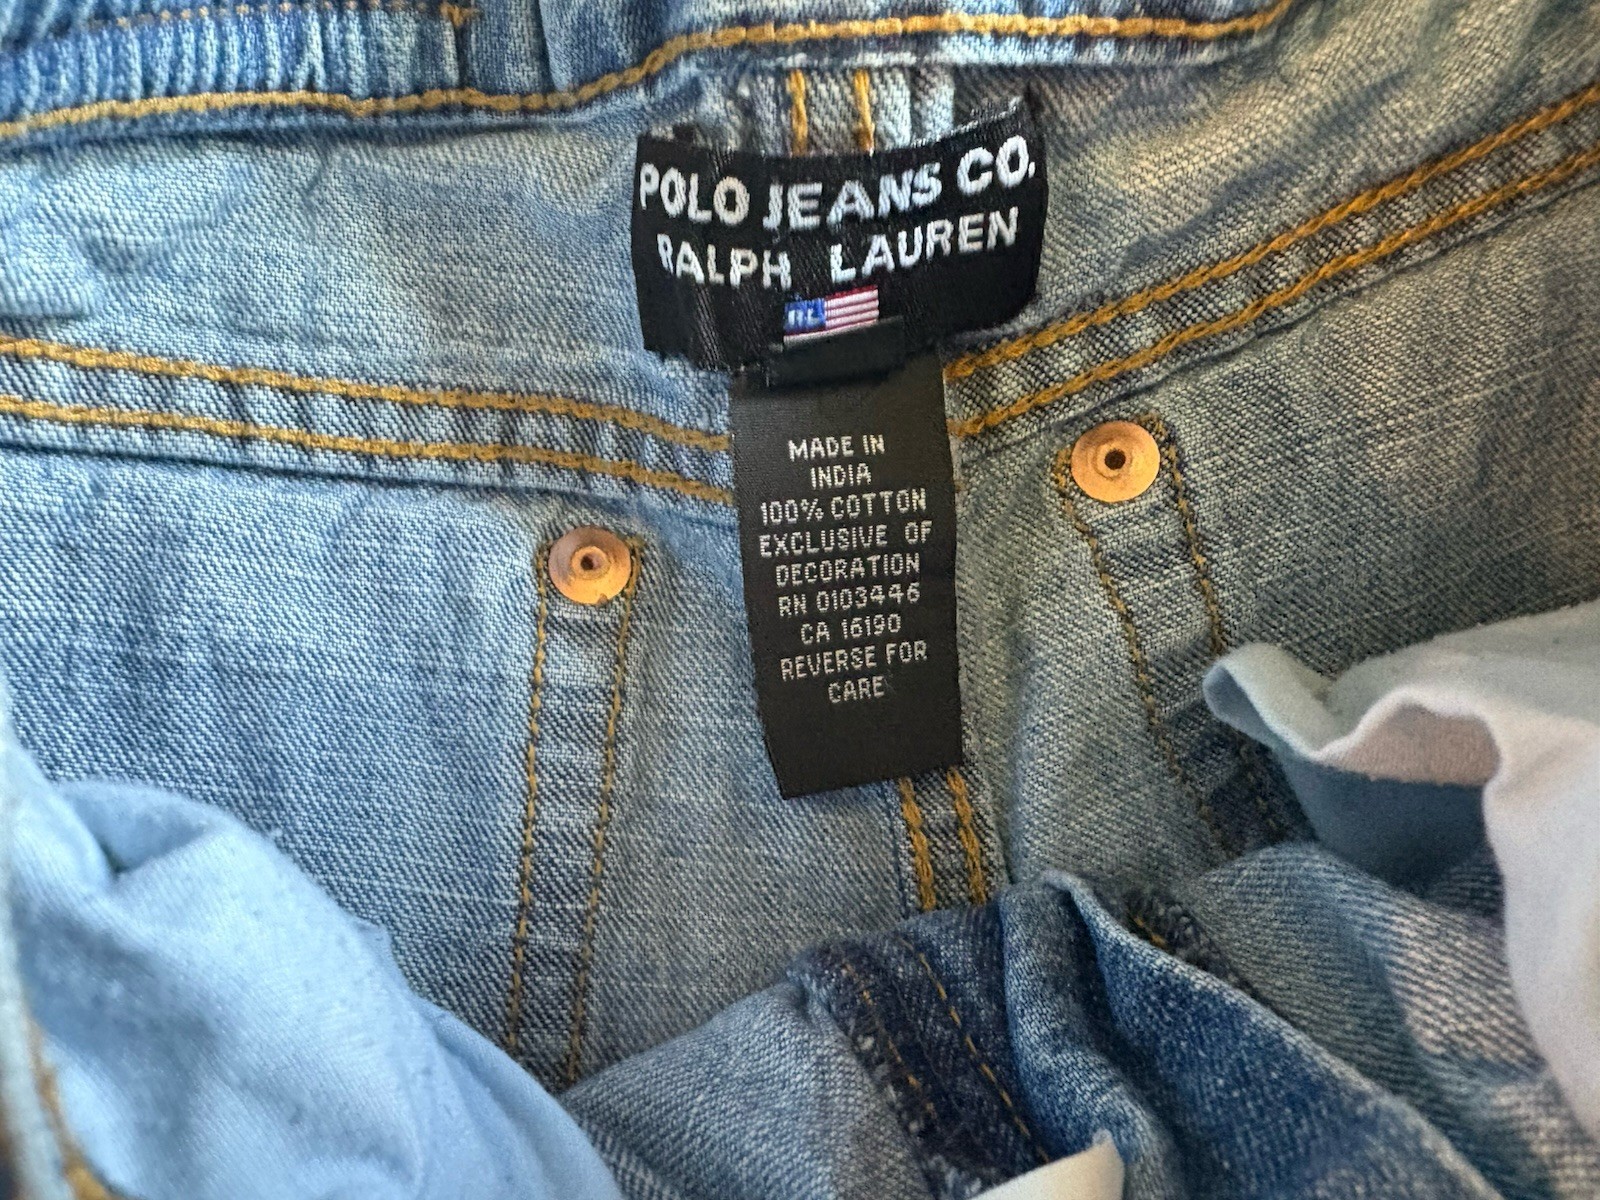 POLO JEANS CO.
RALPH LAUREN
RL
MADE IN
INDIA
100% COTTON
EXCLUSIVE OF
DECORATION
RN 0103446
CA 16190
REVERSE FOR
CARE